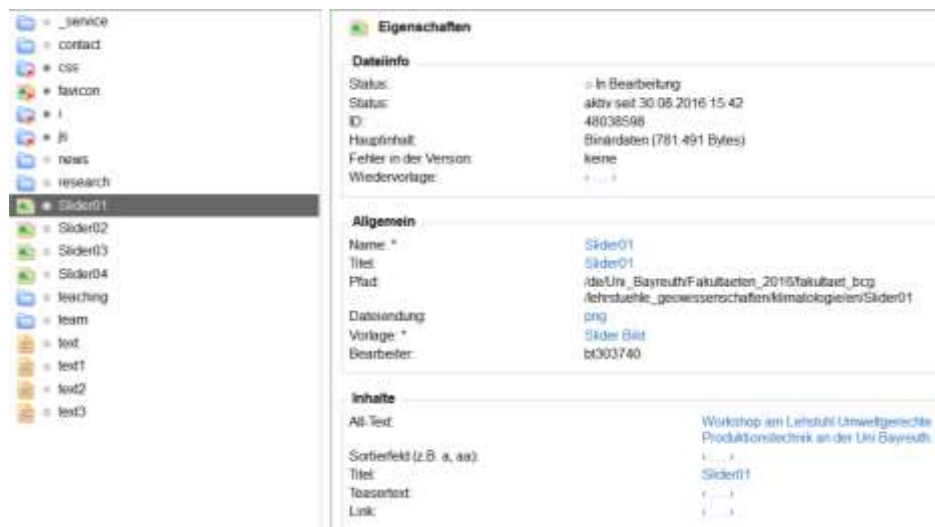 _service
contact
css
favicon
i
js
news
research
Slider01
Slider02
Slider03
Slider04
teaching
team
text
text1
text2
text3
Eigenschaften
Dateiinfo
Status: In Bearbeitung
Status: aktiv seit 30.08.2016 15:42
ID: 48038598
Hauptinhalt: Binärdaten (781.491 Bytes)
Fehler in der Version: keine
Wiedervorlage: ‹ ... ›
Allgemein
Name: * Slider01
Titel: Slider01
Pfad: /de/Uni_Bayreuth/Fakultaeten_2016/fakultaet_bcg
/lehrstuehle_geowissenschaften/klimatologie/en/Slider01
Dateiendung: png
Vorlage: * Slider Bild
Bearbeiter: bt303740
Inhalte
Alt-Text: Workshop am Lehrstuhl Umweltgerechte
Produktionstechnik an der Uni Bayreuth.
Sortierfeld (z.B. a, aa): ‹ ... ›
Titel: Slider01
Teasertext: ‹ ... ›
Link: ‹ ... ›